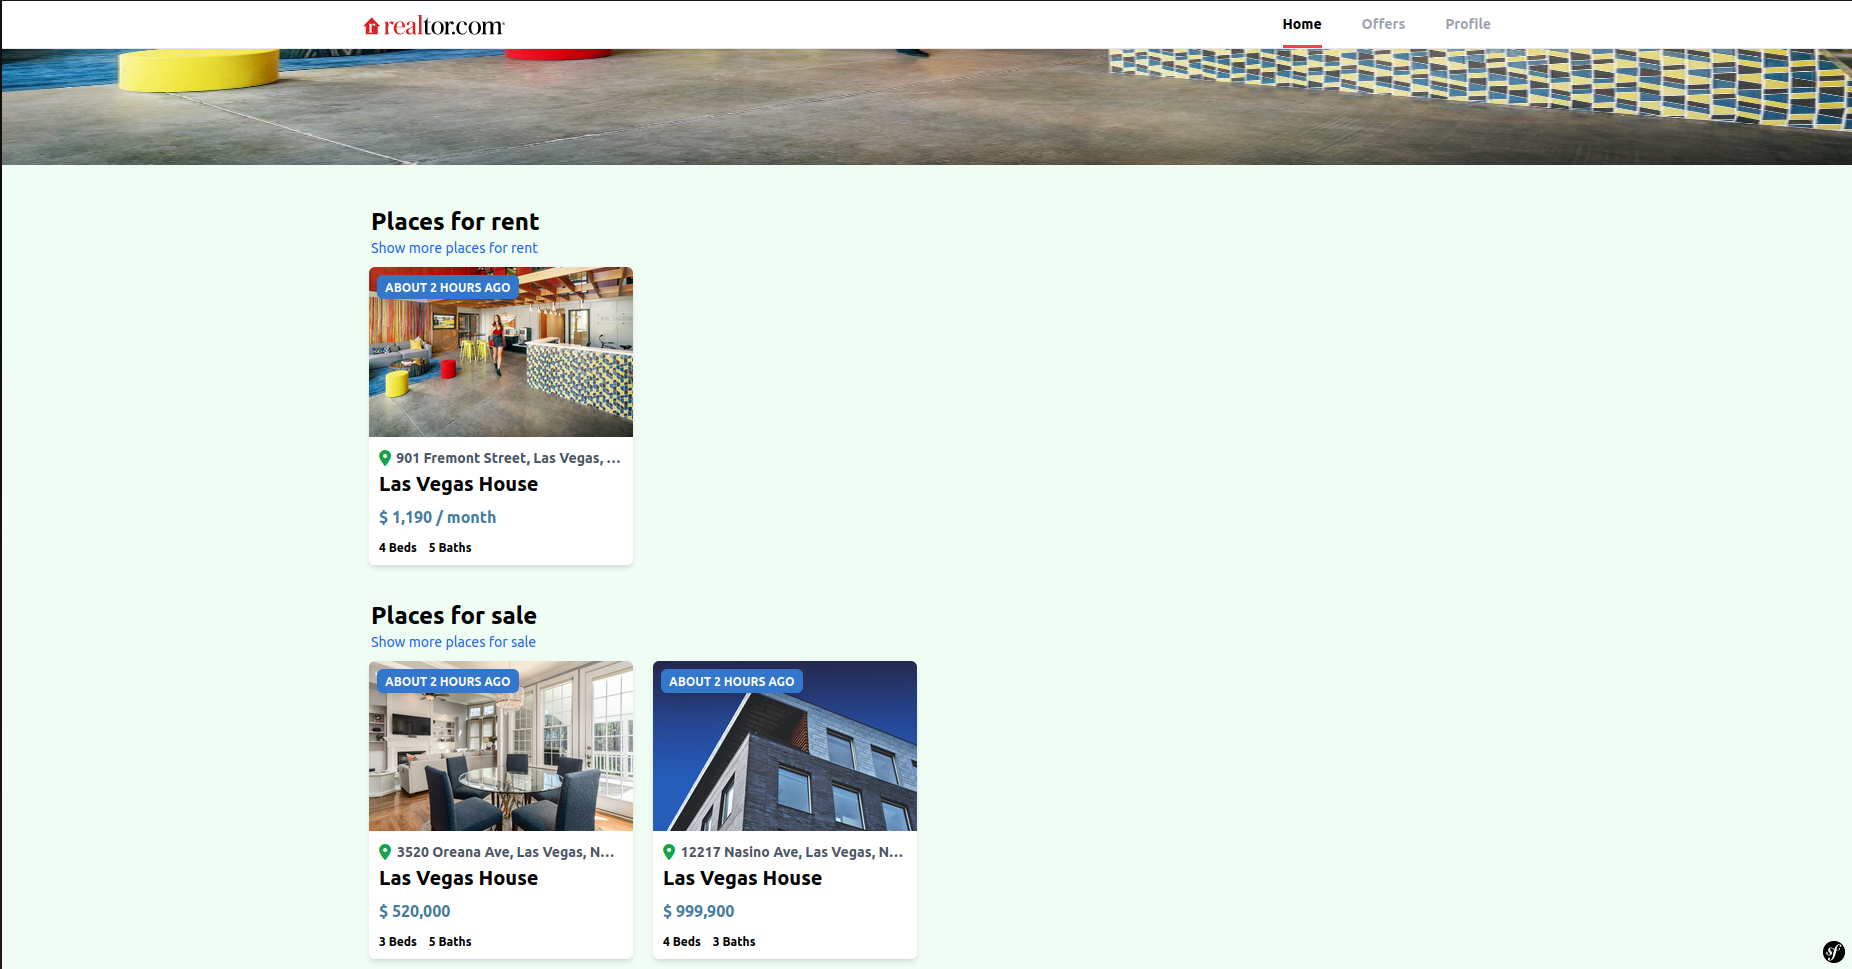 realtor.com
Home Offers Profile
Places for rent
Show more places for rent
ABOUT 2 HOURS AGO
901 Fremont Street, Las Vegas, ...
Las Vegas House
$ 1,190 / month
4 Beds 5 Baths
Places for sale
Show more places for sale
ABOUT 2 HOURS AGO
3520 Oreana Ave, Las Vegas, N...
Las Vegas House
$ 520,000
3 Beds 5 Baths
ABOUT 2 HOURS AGO
12217 Nasino Ave, Las Vegas, N...
Las Vegas House
$ 999,900
4 Beds 3 Baths
sf